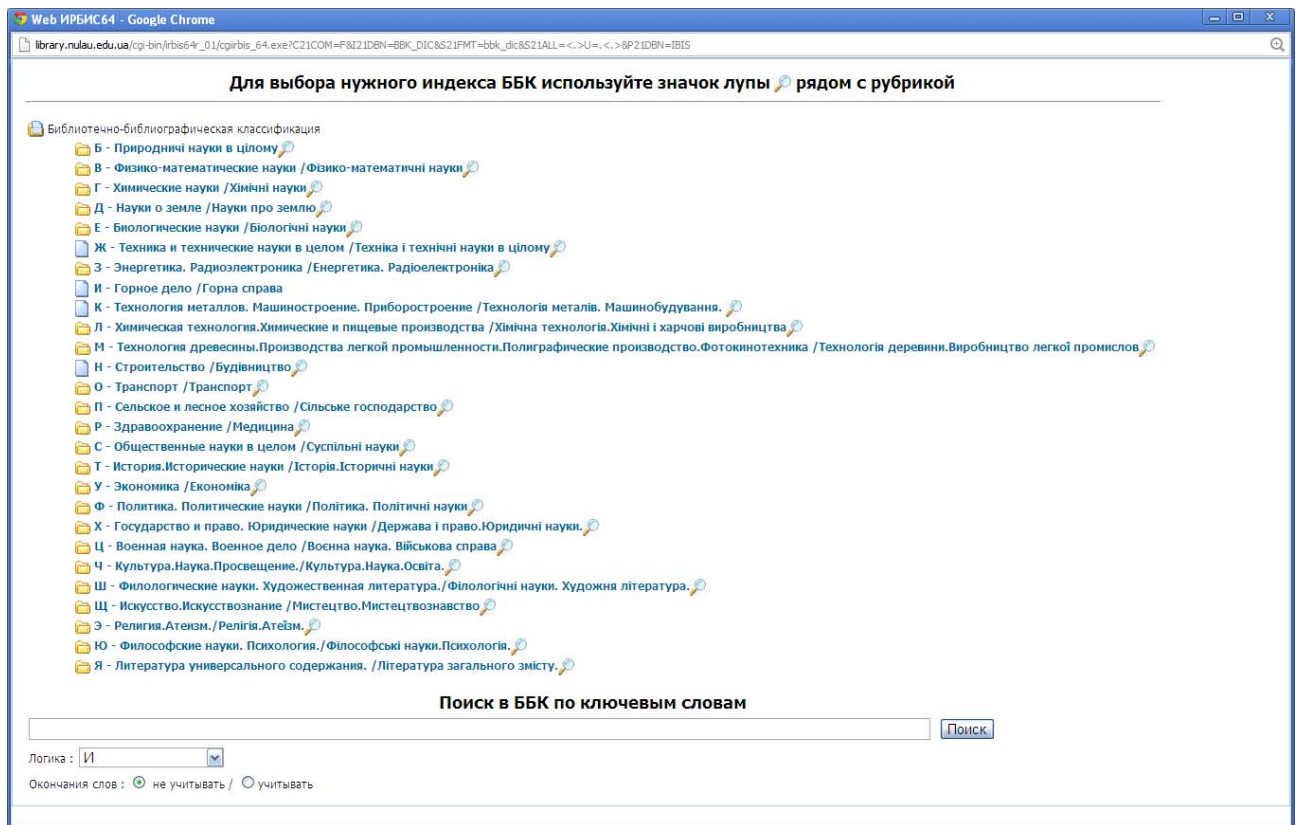 Web ИРБИС64 - Google Chrome
library.nulau.edu.ua/cgi-bin/irbis64r_01/cgiirbis_64.exe?C21COM=F&I21DBN=BBK_DIC&S21FMT=bbk_dic&S21ALL=<.>U=.<.>&P21DBN=IBIS
Для выбора нужного индекса ББК используйте значок лупы рядом с рубрикой
Библиотечно-библиографическая классификация
Б - Природничі науки в цілому
В - Физико-математические науки /Фізико-математичні науки
Г - Химические науки /Хімічні науки
Д - Науки о земле /Науки про землю
Е - Биологические науки /Біологічні науки
Ж - Техника и технические науки в целом /Техніка і технічні науки в цілому
З - Энергетика. Радиоэлектроника /Енергетика. Радіоелектроніка
И - Горное дело /Горна справа
К - Технология металлов. Машиностроение. Приборостроение /Технологія металів. Машинобудування.
Л - Химическая технология.Химические и пищевые производства /Хімічна технологія.Хімічні і харчові виробництва
М - Технология древесины.Производства легкой промышленности.Полиграфические производство.Фотокинотехника /Технологія деревини.Виробництво легкої промислов
Н - Строительство /Будівництво
О - Транспорт /Транспорт
П - Сельское и лесное хозяйство /Сільське господарство
Р - Здравоохранение /Медицина
С - Общественные науки в целом /Суспільні науки
Т - История.Исторические науки /Історія.Історичні науки
У - Экономика /Економіка
Ф - Политика. Политические науки /Політика. Політичні науки
Х - Государство и право. Юридические науки /Держава і право.Юридичні науки.
Ц - Военная наука. Военное дело /Воєнна наука. Військова справа
Ч - Культура.Наука.Просвещение./Культура.Наука.Освіта.
Ш - Филологические науки. Художественная литература./Філологічні науки. Художня література.
Щ - Искусство.Искусствознание /Мистецтво.Мистецтвознавство
Э - Религия.Атеизм./Релігія.Атеїзм.
Ю - Философские науки. Психология./Філософські науки.Психологія.
Я - Литература универсального содержания. /Література загального змісту.
Поиск в ББК по ключевым словам
Поиск
Логика : И
Окончания слов : не учитывать / учитывать